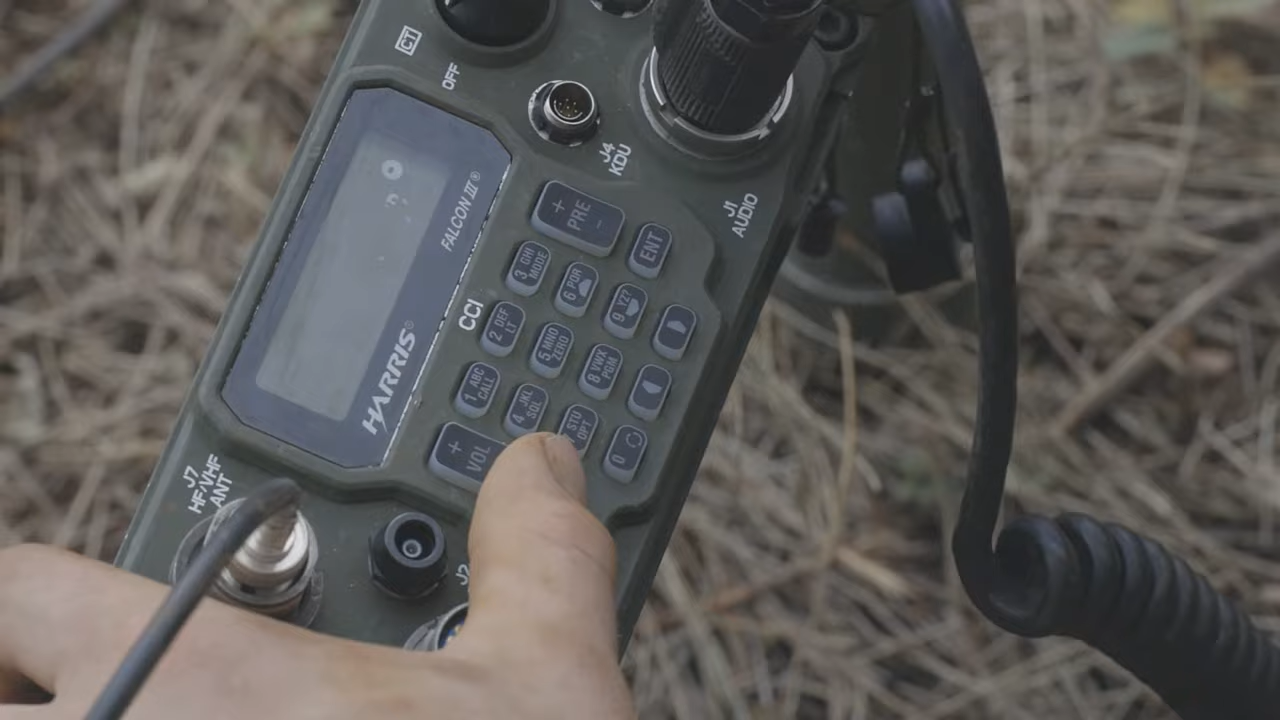 CT
OFF
J4
KDU
J1
AUDIO
FALCON III®
HARRIS®
CCI
+ PRE -
ENT
3 GHI
MODE
6 PQR
9 YZ?
2 DEF
LT
5 MNO
ZERO
8 VWX
PGM
1 ABC
CALL
4 JKL
SQL
STU
OPT
0
+
VOL
J7
HF/VHF
ANT
J2